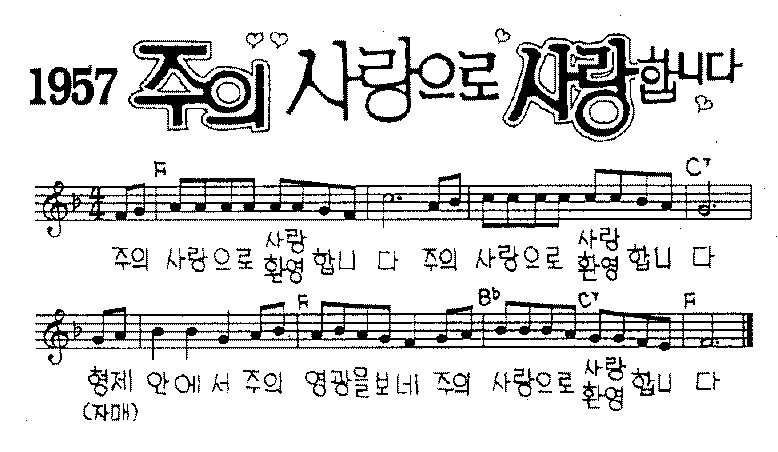 1957 주의 사랑으로 사랑합니다
F C7
사랑 사랑
주의 사랑으로 환영 합니 다 주의 사랑으로 환영 합니 다
F Bb C7 F
사랑
형제 안에서 주의 영광을보네 주의 사랑으로 환영 합니 다
(자매)